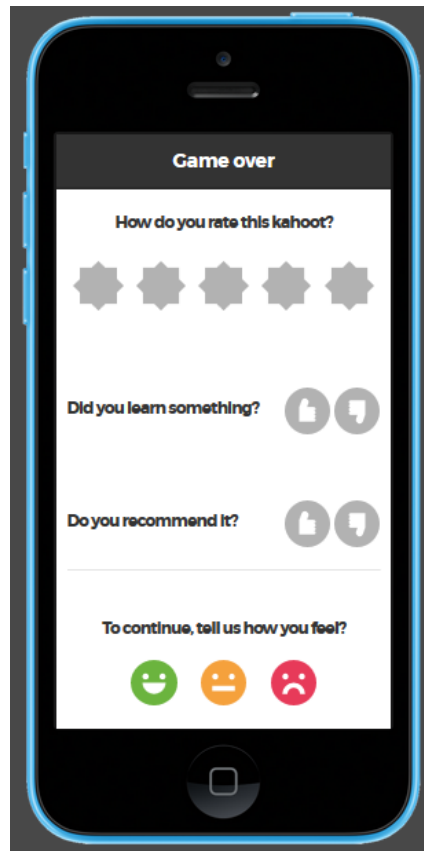 Game over
How do you rate this kahoot?
Did you learn something?
Do you recommend it?
To continue, tell us how you feel?